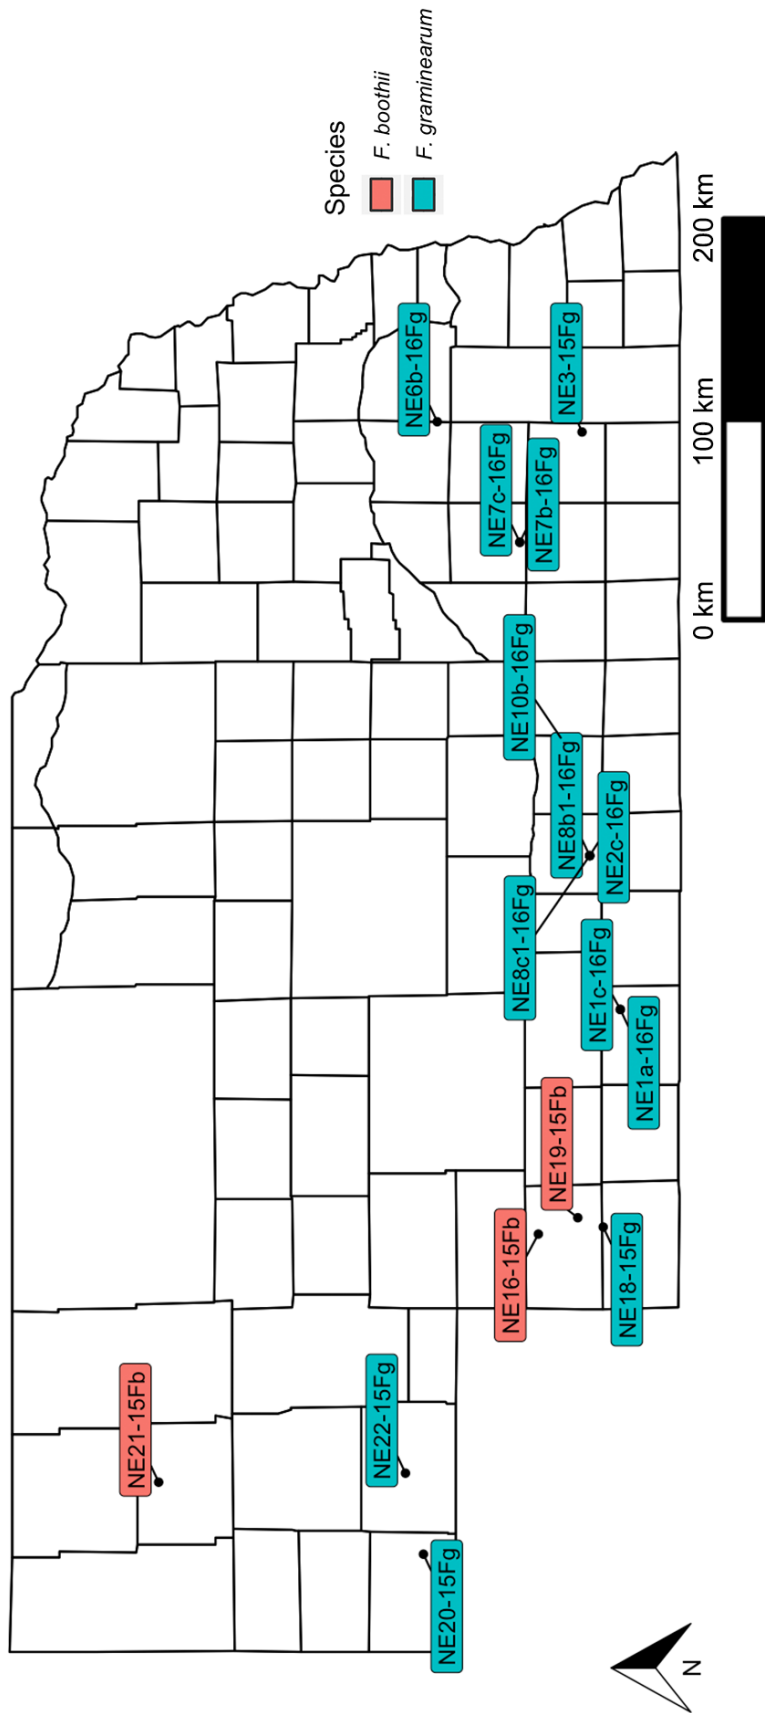 NE21-15Fb
NE22-15Fg
NE20-15Fg
NE16-15Fb
NE19-15Fb
NE18-15Fg
NE8c1-16Fg
NE1c-16Fg
NE1a-16Fg
NE10b-16Fg
NE8b1-16Fg
NE2c-16Fg
NE6b-16Fg
NE7c-16Fg
NE7b-16Fg
NE3-15Fg
Species
F. boothii
F. graminearum
N
0 km 100 km 200 km